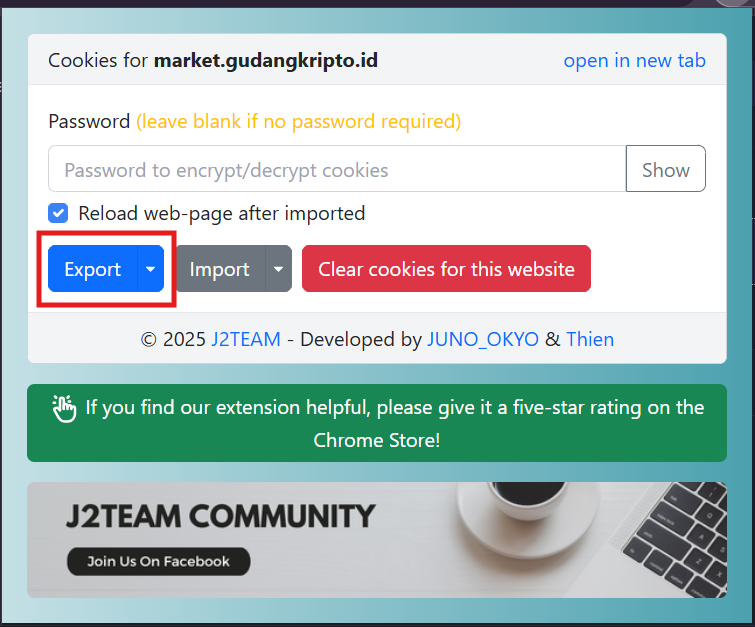 Cookies for market.gudangkripto.id open in new tab
Password (leave blank if no password required)
Password to encrypt/decrypt cookies Show
Reload web-page after imported
Export Import Clear cookies for this website
© 2025 J2TEAM - Developed by JUNO_OKYO & Thien
If you find our extension helpful, please give it a five-star rating on the
Chrome Store!
J2TEAM COMMUNITY
Join Us On Facebook